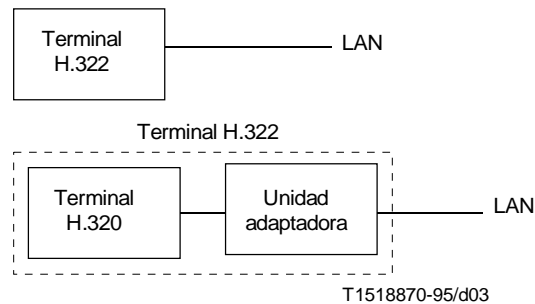 Terminal
H.322
LAN
Terminal H.322
Terminal
H.320
Unidad
adaptadora
LAN
T1518870-95/d03